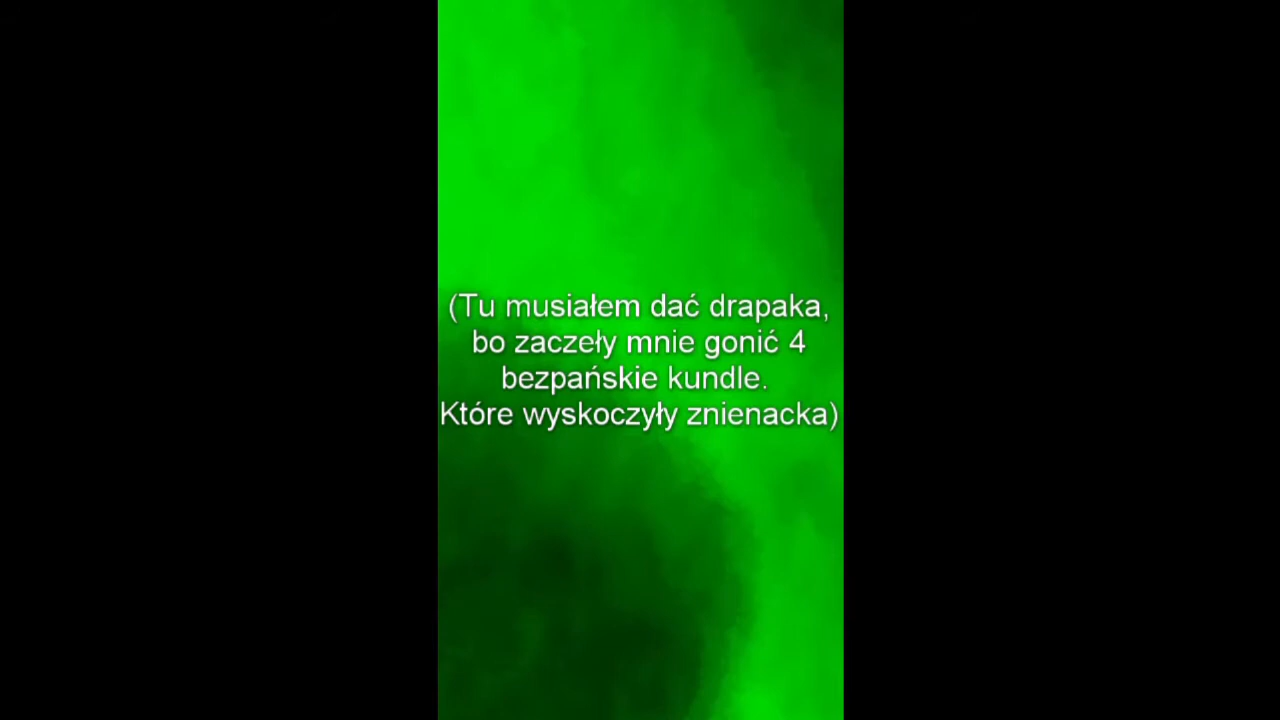 (Tu musiałem dać drapaka,
bo zaczeły mnie gonić 4
bezpańskie kundle.
Które wyskoczyły znienacka)